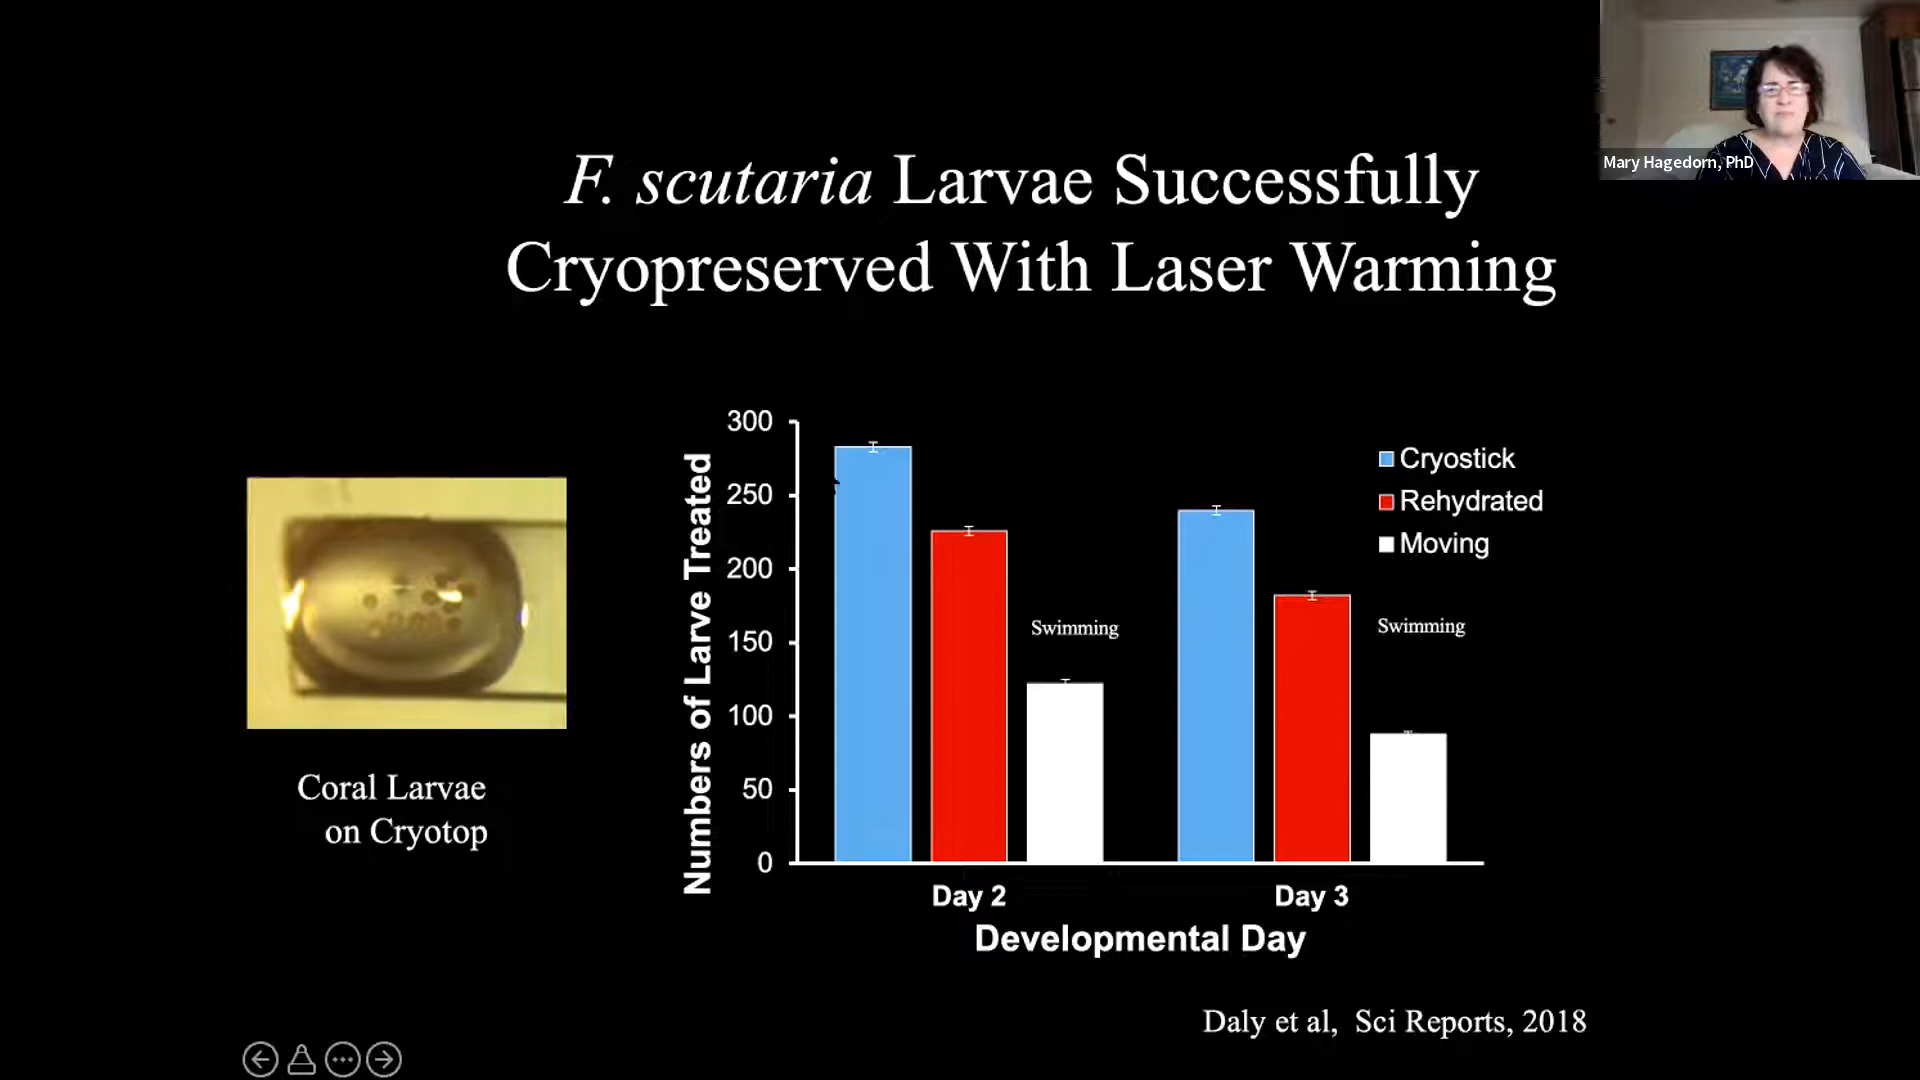 Mary Hagedorn, PhD
F. scutaria Larvae Successfully
Cryopreserved With Laser Warming
Coral Larvae
on Cryotop
Numbers of Larve Treated
300
250
200
150
100
50
0
Swimming
Swimming
Cryostick
Rehydrated
Moving
Day 2
Day 3
Developmental Day
Daly et al, Sci Reports, 2018